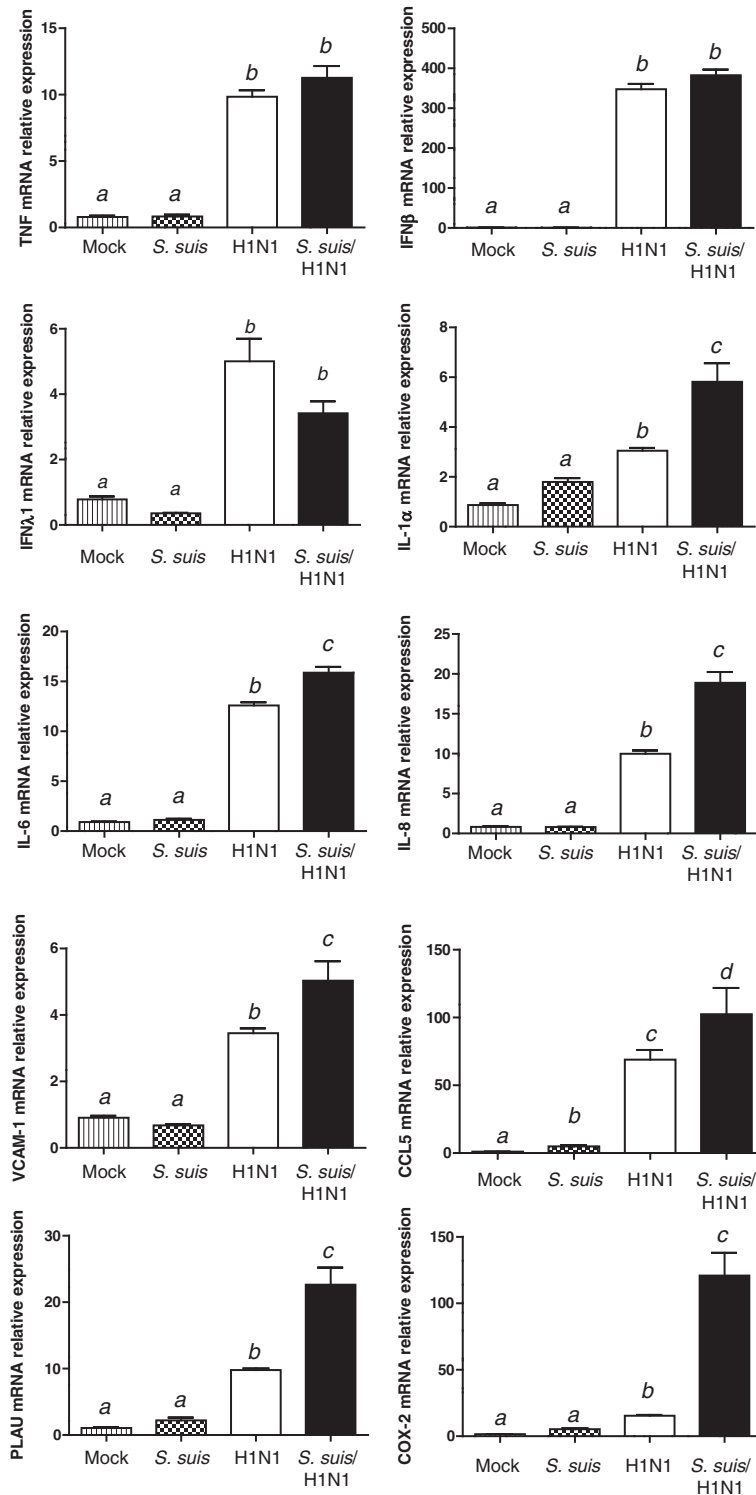 TNF mRNA relative expression
15
10
5
0
a
a
b
b
Mock
S. suis
H1N1
S. suis/
H1N1
IFNβ mRNA relative expression
500
400
300
200
100
0
a
a
b
b
Mock
S. suis
H1N1
S. suis/
H1N1
IFNλ1 mRNA relative expression
6
4
2
0
a
a
b
b
Mock
S. suis
H1N1
S. suis/
H1N1
IL-1α mRNA relative expression
8
6
4
2
0
a
a
b
c
Mock
S. suis
H1N1
S. suis/
H1N1
IL-6 mRNA relative expression
20
15
10
5
0
a
a
b
c
Mock
S. suis
H1N1
S. suis/
H1N1
IL-8 mRNA relative expression
25
20
15
10
5
0
a
a
b
c
Mock
S. suis
H1N1
S. suis/
H1N1
VCAM-1 mRNA relative expression
6
4
2
0
a
a
b
c
Mock
S. suis
H1N1
S. suis/
H1N1
CCL5 mRNA relative expression
150
100
50
0
a
b
c
d
Mock
S. suis
H1N1
S. suis/
H1N1
PLAU mRNA relative expression
30
20
10
0
a
a
b
c
Mock
S. suis
H1N1
S. suis/
H1N1
COX-2 mRNA relative expression
150
100
50
0
a
a
b
c
Mock
S. suis
H1N1
S. suis/
H1N1